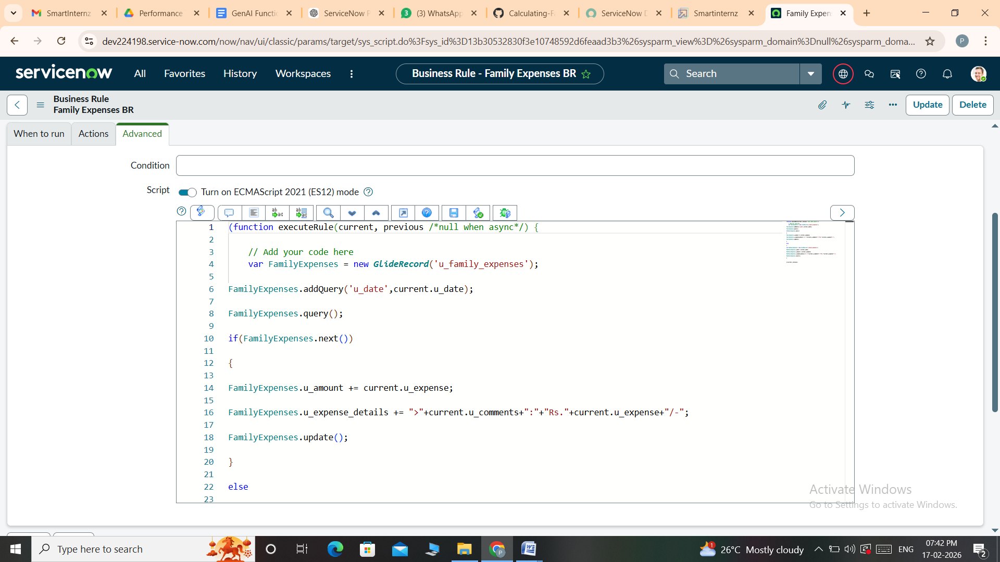 SmartInternz
Performance
GenAI Functio
ServiceNow P
(3) WhatsApp
Calculating-Fa
ServiceNow D
Smartinternz
Family Expen
dev224198.service-now.com/now/nav/ui/classic/params/target/sys_script.do%3Fsys_id%3D13b30532830f3e10748592d6feaad3b3%26sysparm_view%3D%26sysparm_domain%3Dnull%26sysparm_doma...
P
servicenow
All
Favorites
History
Workspaces
Business Rule - Family Expenses BR
Search
Business Rule
Family Expenses BR
Update
Delete
When to run
Actions
Advanced
Condition
Script
Turn on ECMAScript 2021 (ES12) mode
1 (function executeRule(current, previous /*null when async*/) {
2
3 // Add your code here
4 var FamilyExpenses = new GlideRecord('u_family_expenses');
5
6 FamilyExpenses.addQuery('u_date',current.u_date);
7
8 FamilyExpenses.query();
9
10 if(FamilyExpenses.next())
11
12 {
13
14 FamilyExpenses.u_amount += current.u_expense;
15
16 FamilyExpenses.u_expense_details += ">"+current.u_comments+":"+"Rs."+current.u_expense+"/-";
17
18 FamilyExpenses.update();
19
20 }
21
22 else
23
Activate Windows
Go to Settings to activate Windows.
Type here to search
1
26°C Mostly cloudy
ENG
07:42 PM
17-02-2026
2